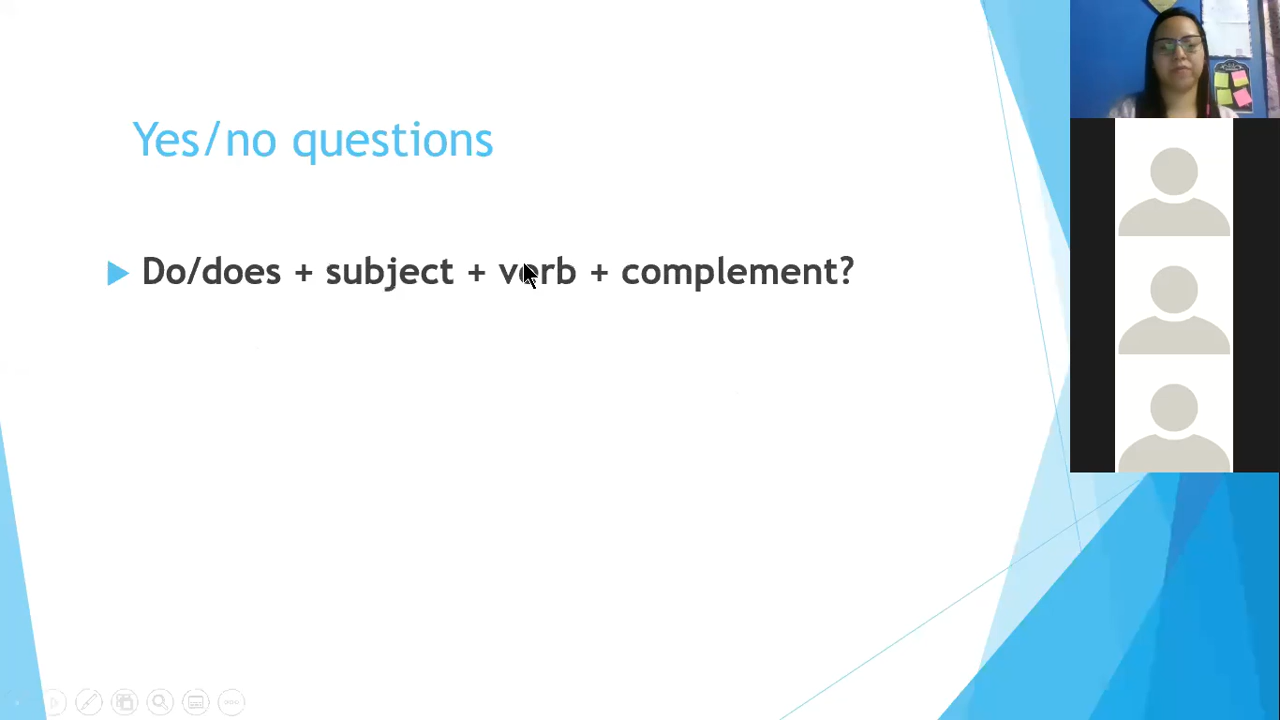 Yes/no questions
Do/does + subject + verb + complement?